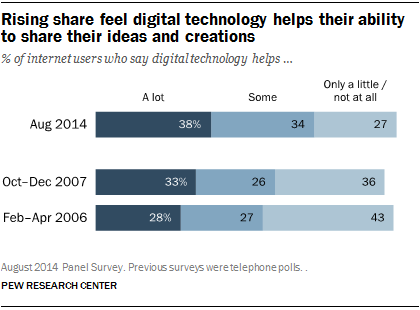 Rising share feel digital technology helps their ability
to share their ideas and creations
% of internet users who say digital technology helps ...
Only a little /
A lot Some not at all
Aug 2014 38% 34 27
Oct–Dec 2007 33% 26 36
Feb–Apr 2006 28% 27 43
August 2014 Panel Survey. Previous surveys were telephone polls. .
PEW RESEARCH CENTER